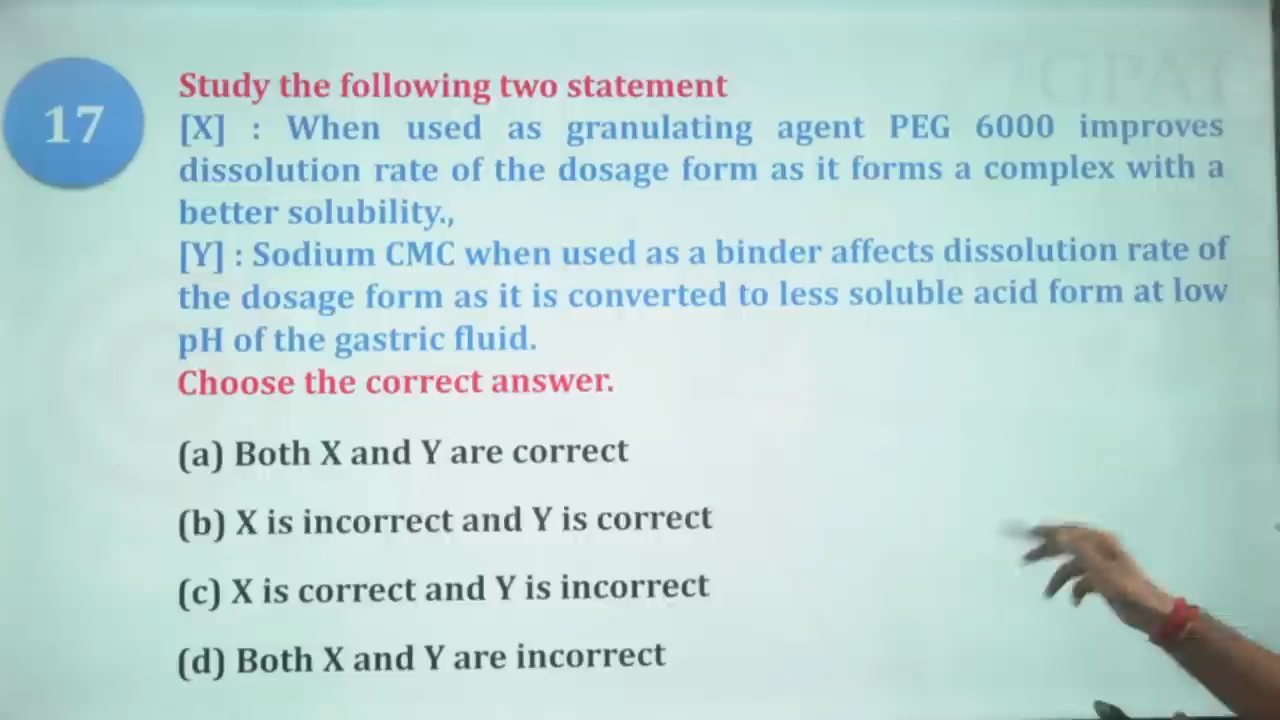 GPAT
17
Study the following two statement
[X] : When used as granulating agent PEG 6000 improves
dissolution rate of the dosage form as it forms a complex with a
better solubility.,
[Y] : Sodium CMC when used as a binder affects dissolution rate of
the dosage form as it is converted to less soluble acid form at low
pH of the gastric fluid.
Choose the correct answer.
(a) Both X and Y are correct
(b) X is incorrect and Y is correct
(c) X is correct and Y is incorrect
(d) Both X and Y are incorrect